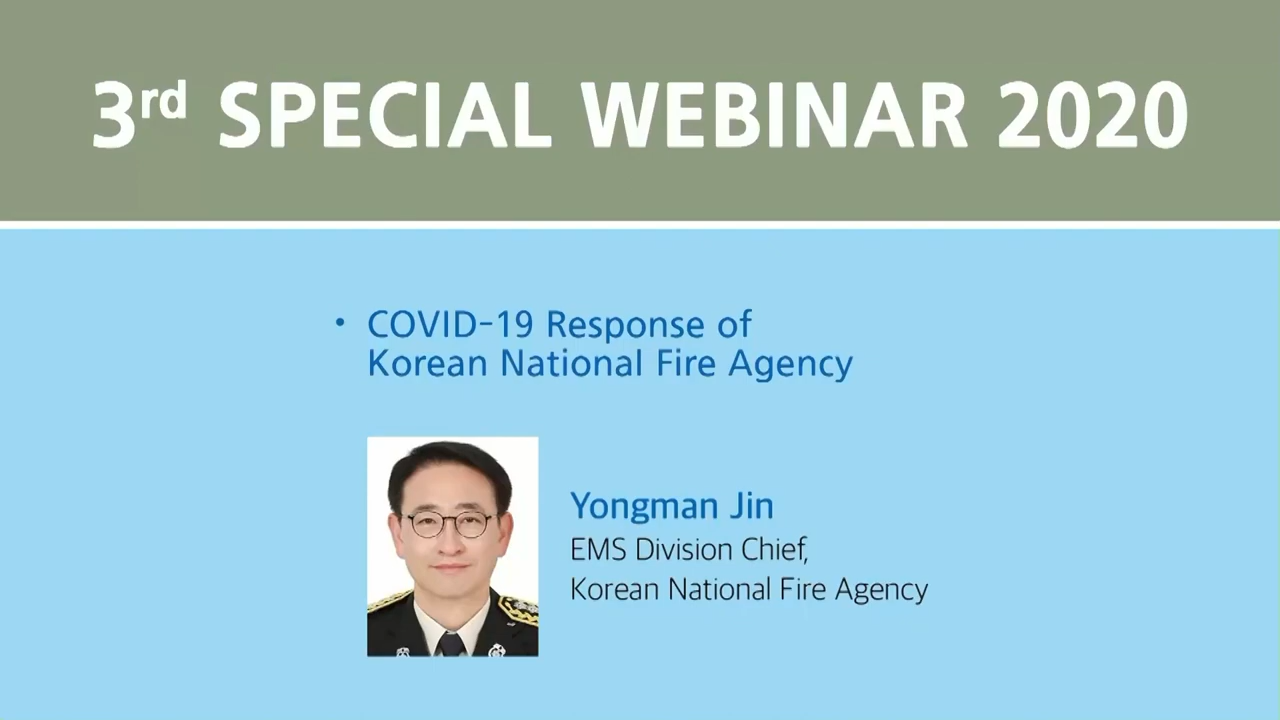 3rd SPECIAL WEBINAR 2020
• COVID-19 Response of
Korean National Fire Agency
Yongman Jin
EMS Division Chief,
Korean National Fire Agency